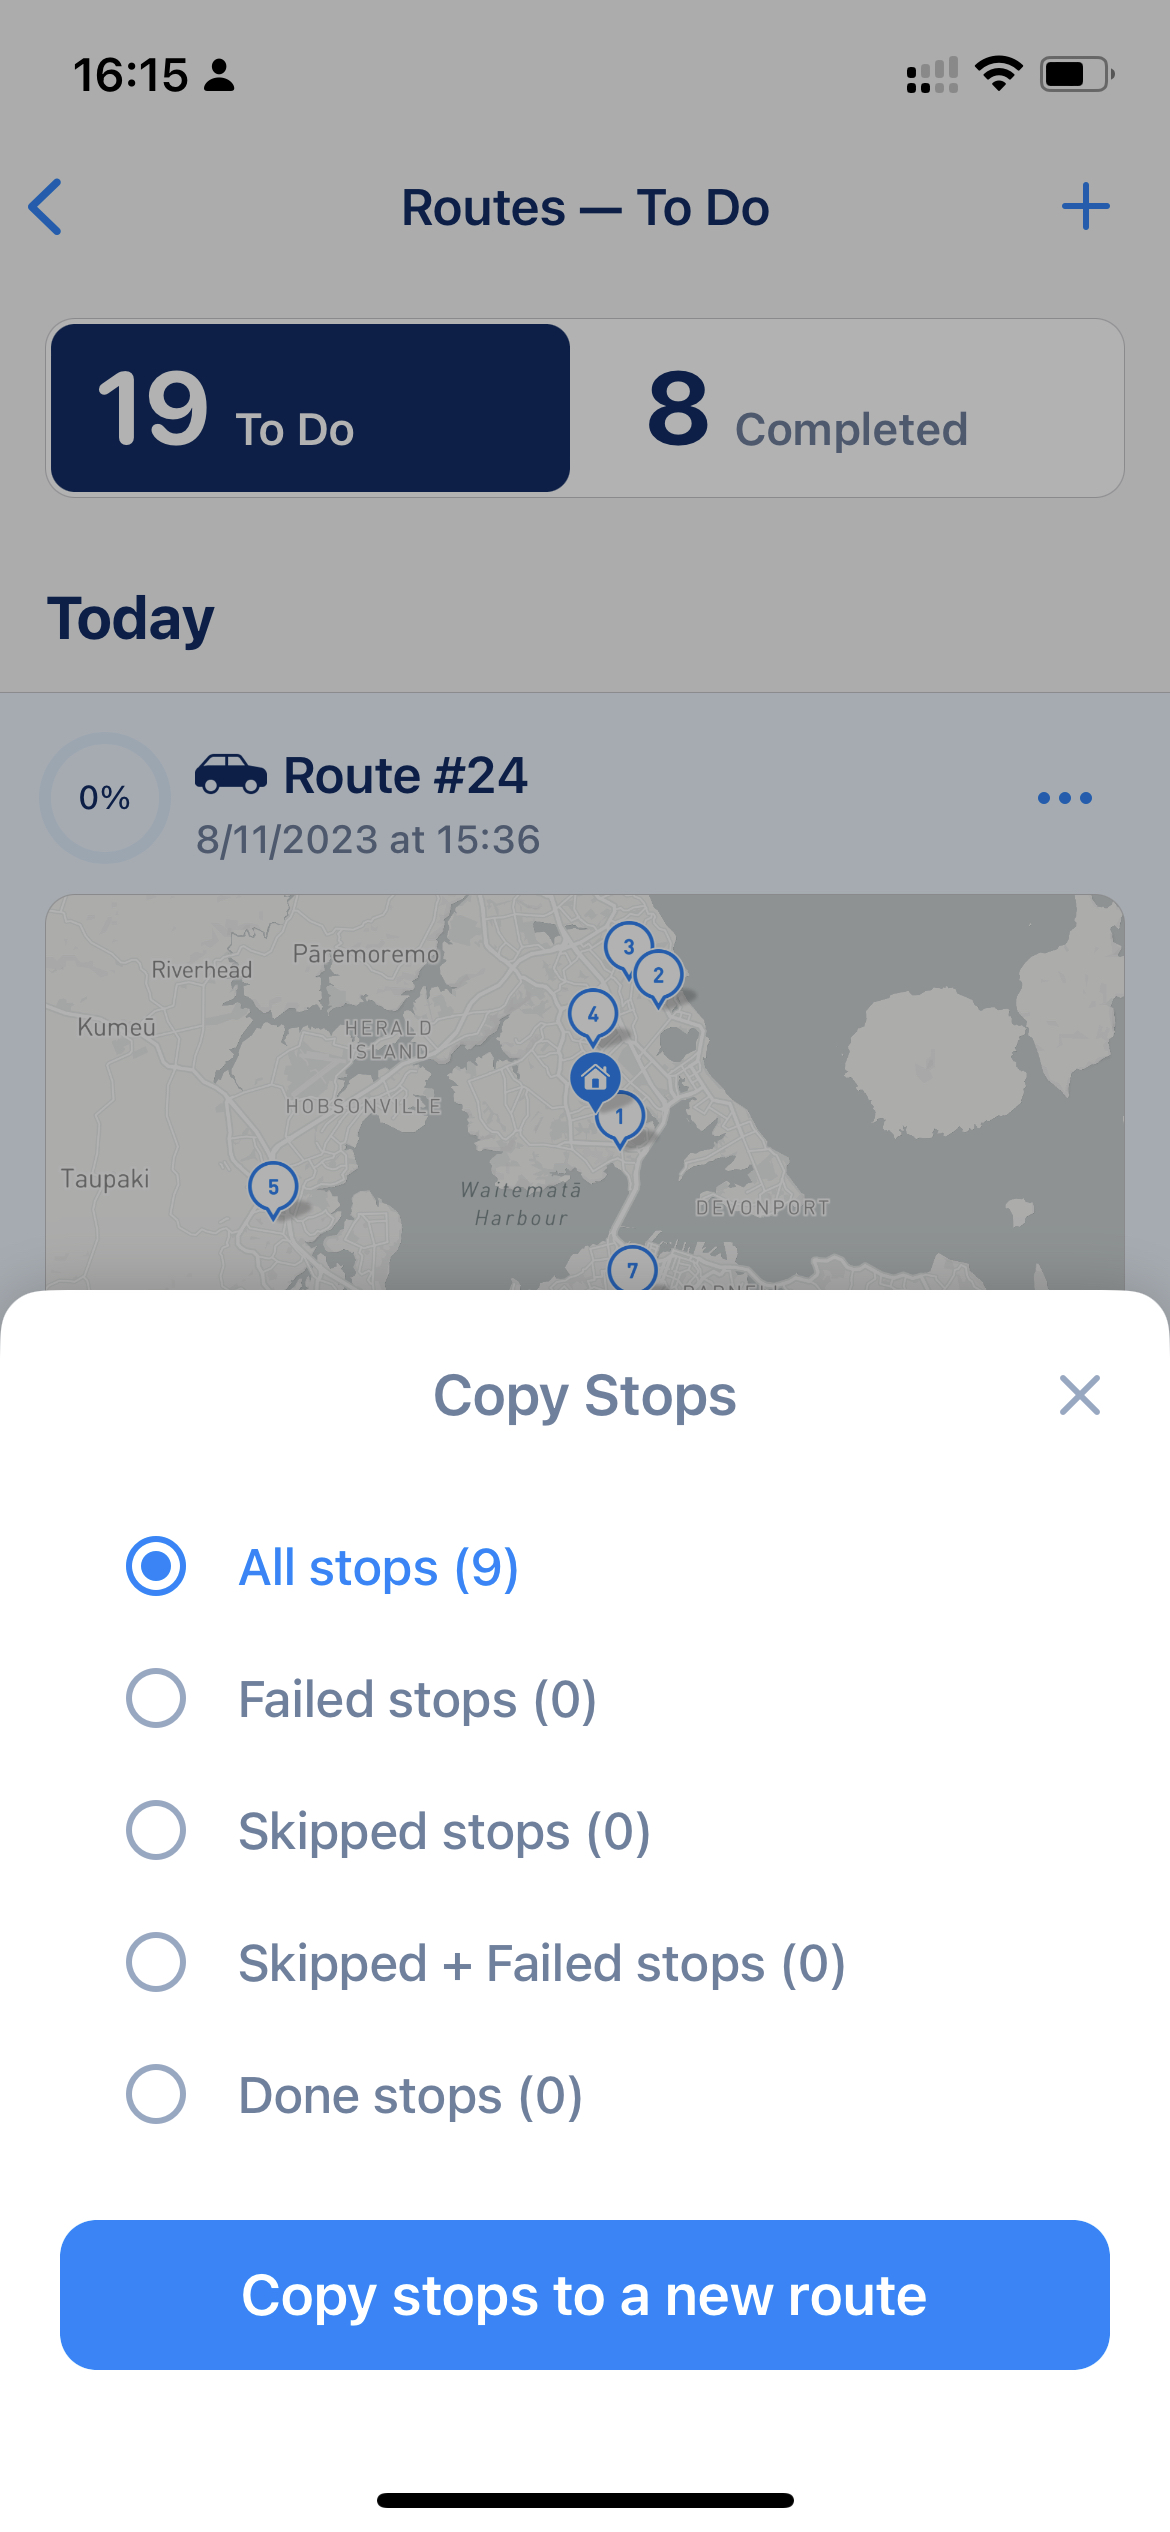 16:15
Routes — To Do
19 To Do
8 Completed
Today
0%
Route #24
8/11/2023 at 15:36
3
Pāremoremo
Riverhead
2
4
Kumeū
HERALD
ISLAND
HOBSONVILLE
1
Taupaki
5
Waitematā
Harbour
DEVONPORT
7
Copy Stops
All stops (9)
Failed stops (0)
Skipped stops (0)
Skipped + Failed stops (0)
Done stops (0)
Copy stops to a new route